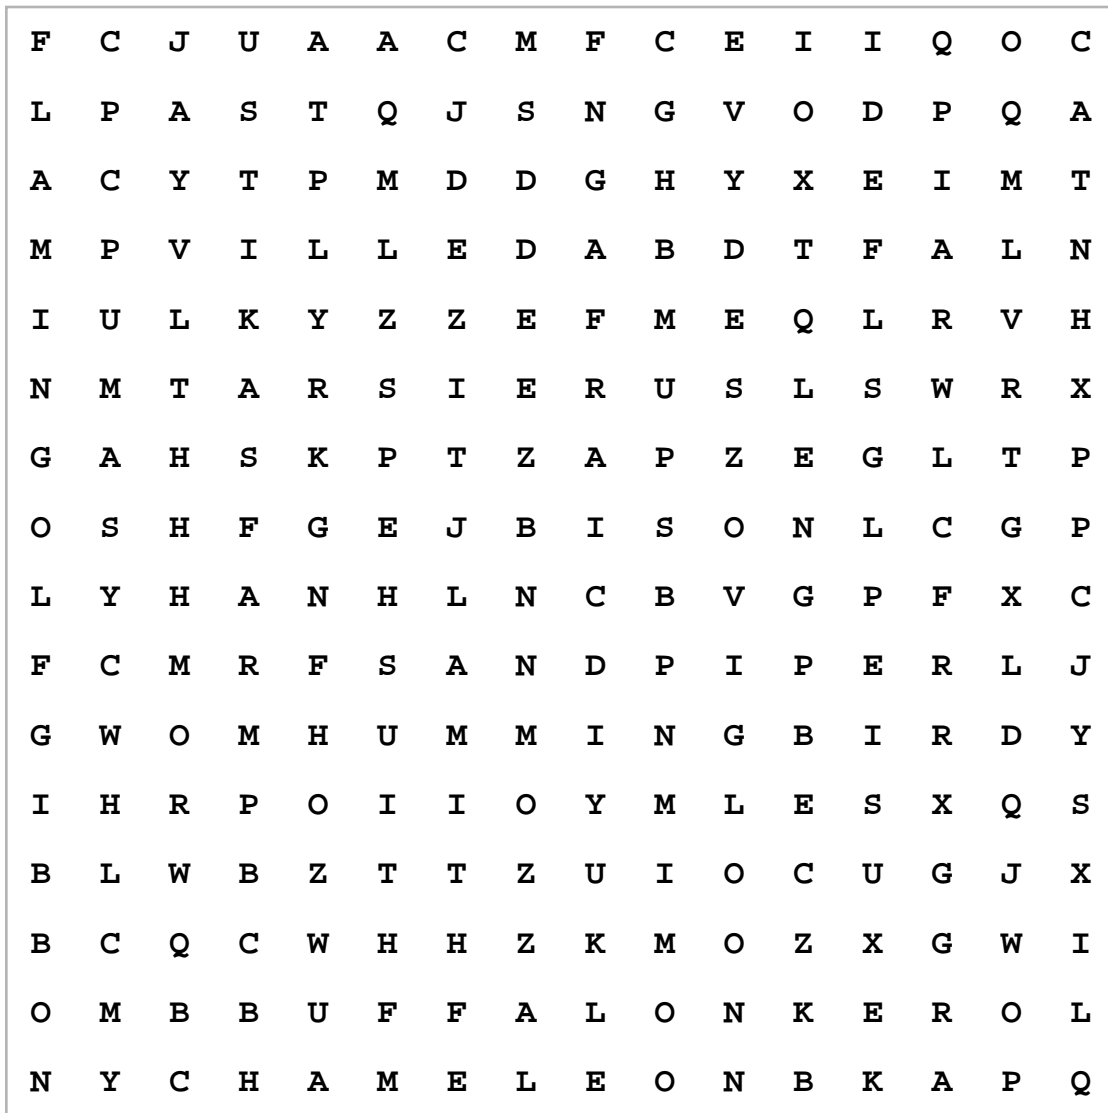 F C J U A A C M F C E I I Q O C
L P A S T Q J S N G V O D P Q A
A C Y T P M D D G H Y X E I M T
M P V I L L E D A B D T F A L N
I U L K Y Z Z E F M E Q L R V H
N M T A R S I E R U S L S W R X
G A H S K P T Z A P Z E G L T P
O S H F G E J B I S O N L C G P
L Y H A N H L N C B V G P F X C
F C M R F S A N D P I P E R L J
G W O M H U M M I N G B I R D Y
I H R P O I I O Y M L E S X Q S
B L W B Z T T Z U I O C U G J X
B C Q C W H H Z K M O Z X G W I
O M B B U F F A L O N K E R O L
N Y C H A M E L E O N B K A P Q